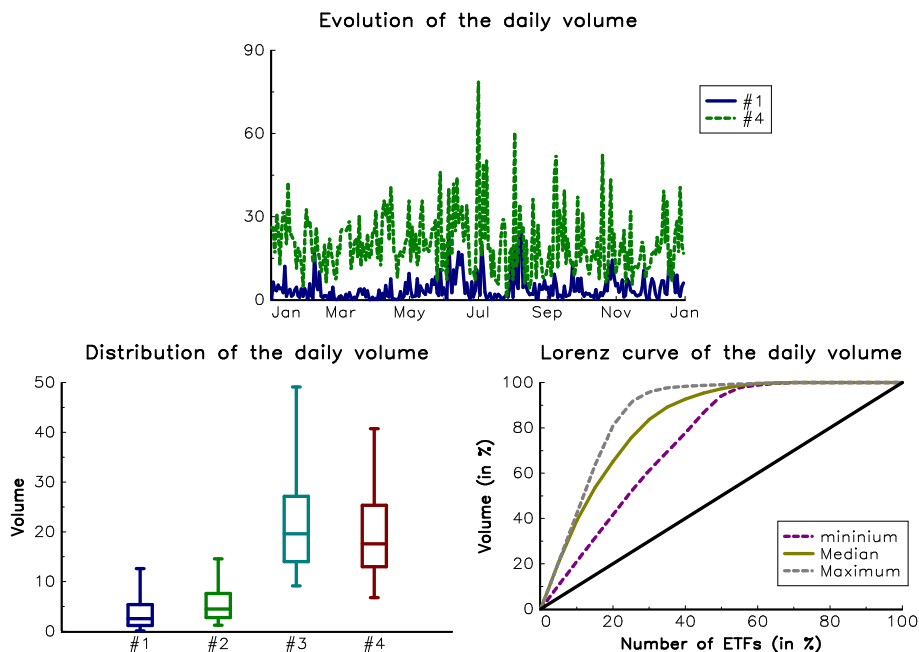 Evolution of the daily volume
90
60
30
0
Jan Mar May Jul Sep Nov Jan
#1
#4
Distribution of the daily volume
50
40
30
20
10
0
Volume
#1 #2 #3 #4
Lorenz curve of the daily volume
100
80
60
40
20
0
Volume (in %)
mininium
Median
Maximum
0 20 40 60 80 100
Number of ETFs (in %)